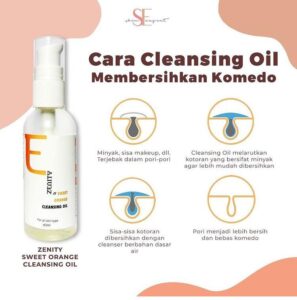 SE
Cara Cleansing Oil
Membersihkan Komedo
Minyak, sisa makeup, dll,
Terjebak dalam pori-pori
Cleansing Oil melarutkan
kotoran yang bersifat minyak
agar lebih mudah dibersihkan
Sisa-sisa kotoran
dibersihkan dengan
cleanser berbahan dasar
air
Pori menjadi lebih bersih
dan bebas komedo
ZENITY
SWEET
ORANGE
CLEANSING OIL
ZENITY
SWEET ORANGE
CLEANSING OIL